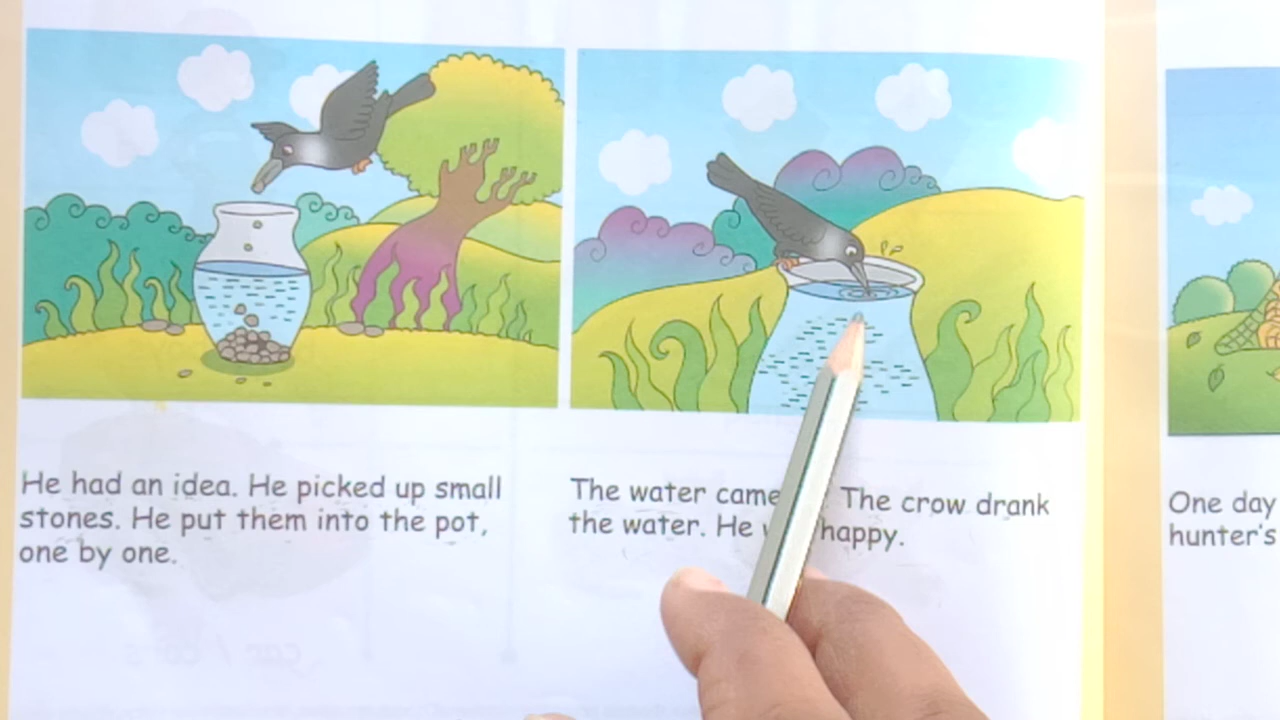 He had an idea. He picked up small
stones. He put them into the pot,
one by one.
The water came The crow drank
the water. He happy.
One day
hunter's